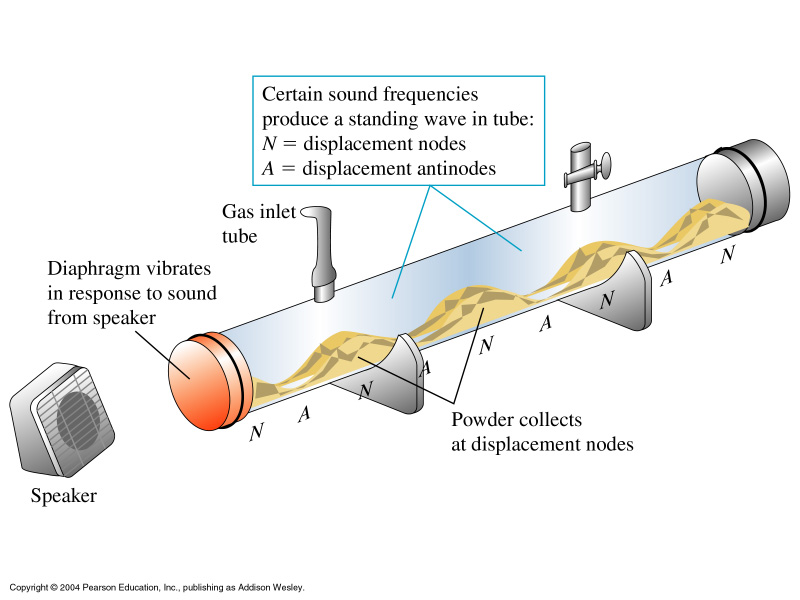 Certain sound frequencies
produce a standing wave in tube:
N = displacement nodes
A = displacement antinodes
Gas inlet
tube
Diaphragm vibrates
in response to sound
from speaker
N
A
N
A
N
A
N
A
N
Powder collects
at displacement nodes
Speaker
Copyright © 2004 Pearson Education, Inc., publishing as Addison Wesley.